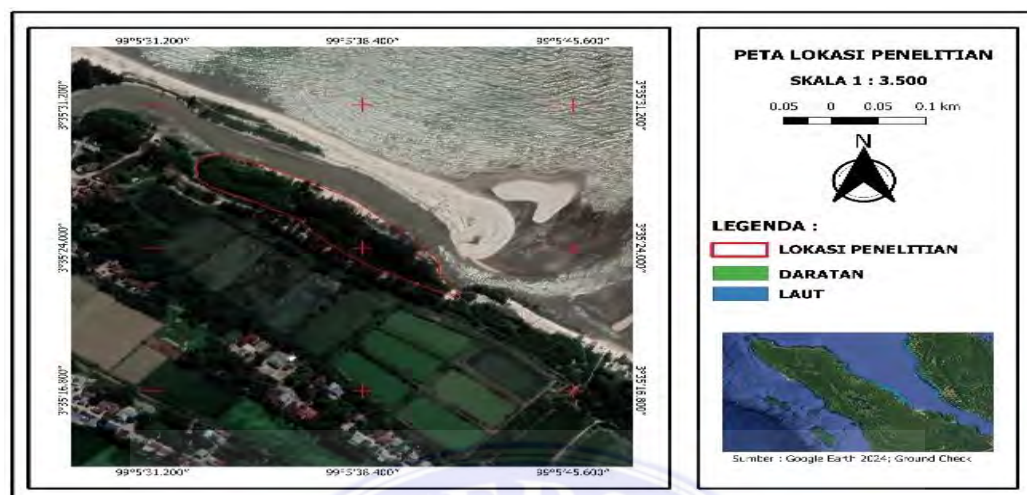 99°5'31.200" 99°5'38.400" 99°5'45.600"
3°35'31.200" 3°35'31.200"
3°35'24.000" 3°35'24.000"
3°35'16.800" 3°35'16.800"
99°5'31.200" 99°5'38.400" 99°5'45.600"
PETA LOKASI PENELITIAN
SKALA 1 : 3.500
0.05 0 0.05 0.1 km
N
LEGENDA :
LOKASI PENELITIAN
DARATAN
LAUT
Sumber : Google Earth 2024; Ground Check